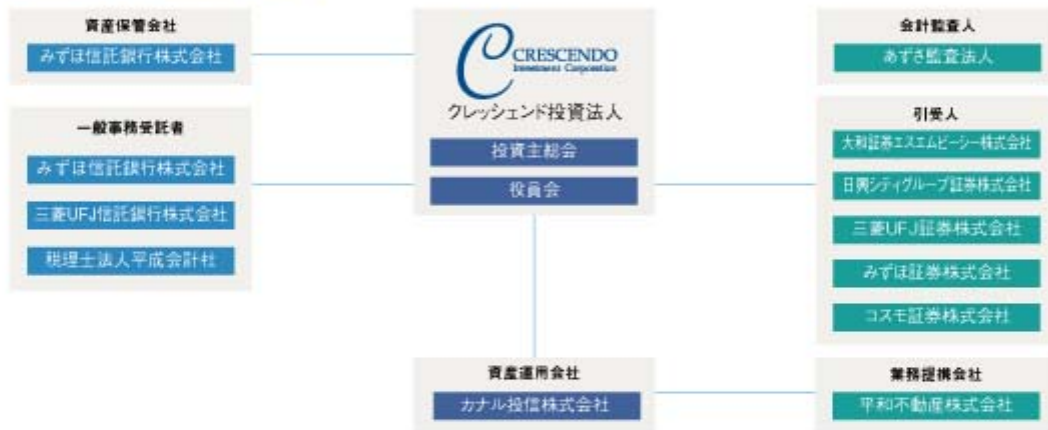 資産保管会社
みずほ信託銀行株式会社
一般事務受託者
みずほ信託銀行株式会社
三菱UFJ信託銀行株式会社
税理士法人平成会計社
CRESCENDO
Investment Corporation
クレッシェンド投資法人
投資主総会
役員会
資産運用会社
カナル投信株式会社
会計監査人
あずさ監査法人
引受人
大和証券エスエムビーシー株式会社
日興シティグループ証券株式会社
三菱UFJ証券株式会社
みずほ証券株式会社
コスモ証券株式会社
業務提携会社
平和不動産株式会社